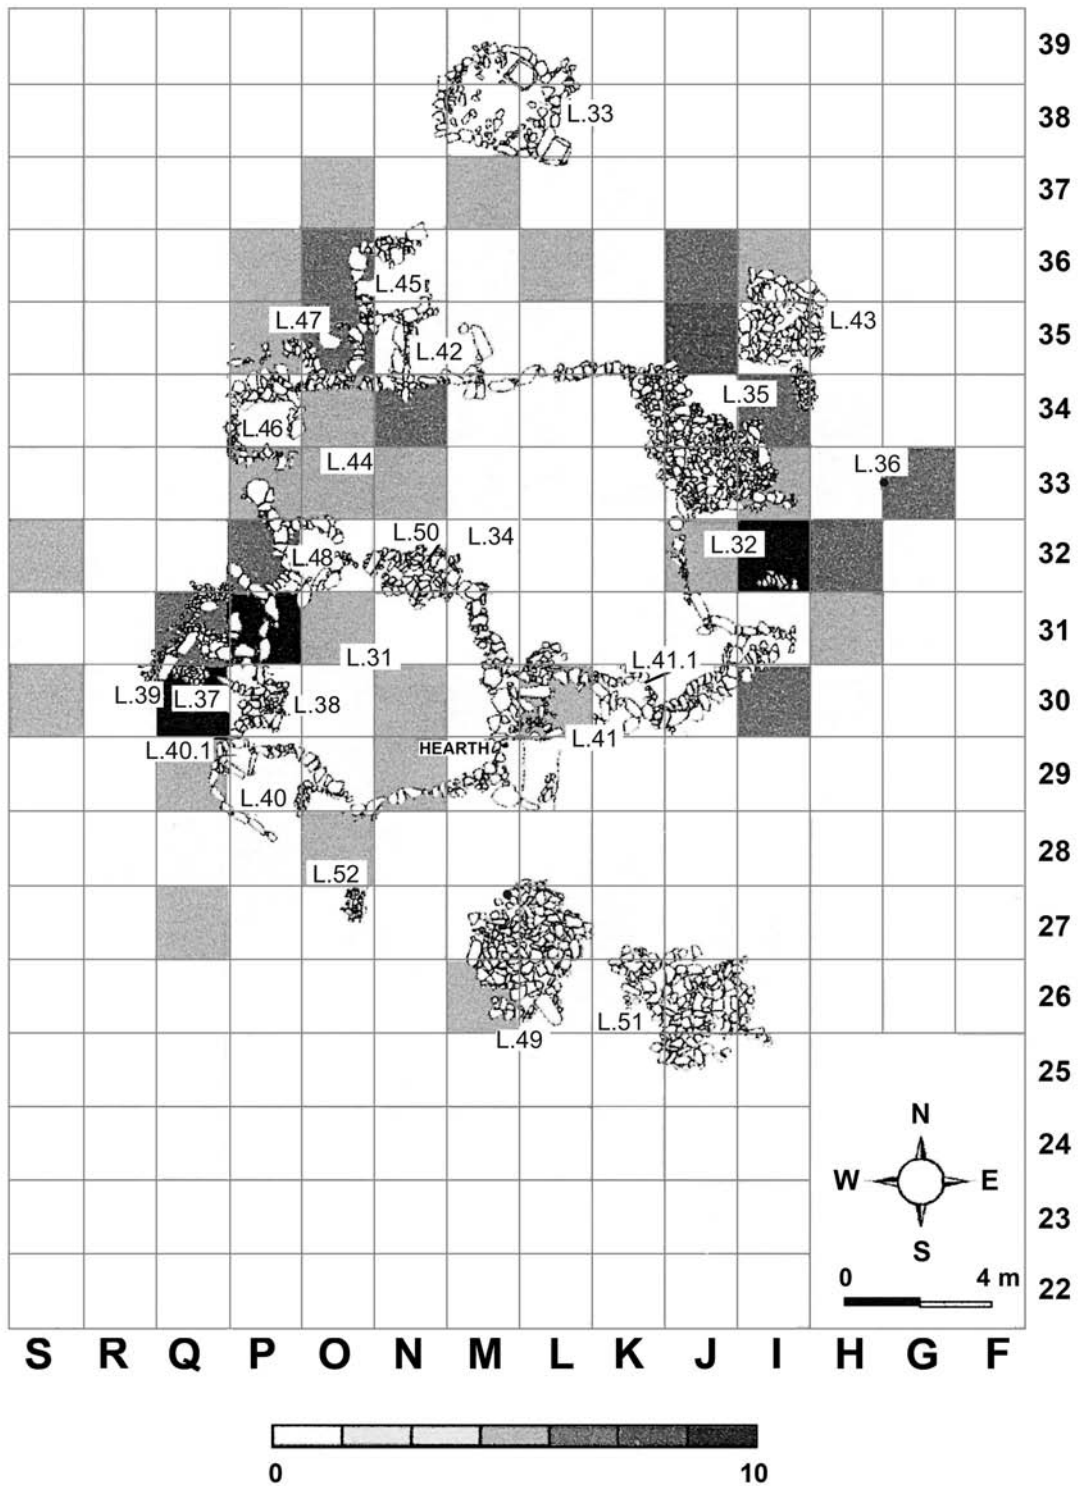 39
38
L.33
37
36
L.45
L.47
L.43
35
L.42
L.35
34
L.46
L.44
L.36
33
L.50
L.34
L.32
32
L.48
31
L.31
L.41.1
L.39
L.37
L.38
30
L.41
HEARTH
L.40.1
29
L.40
28
L.52
27
26
L.51
L.49
25
N
24
W
E
23
S
0
4 m
22
S R Q P O N M L K J I H G F
0
10